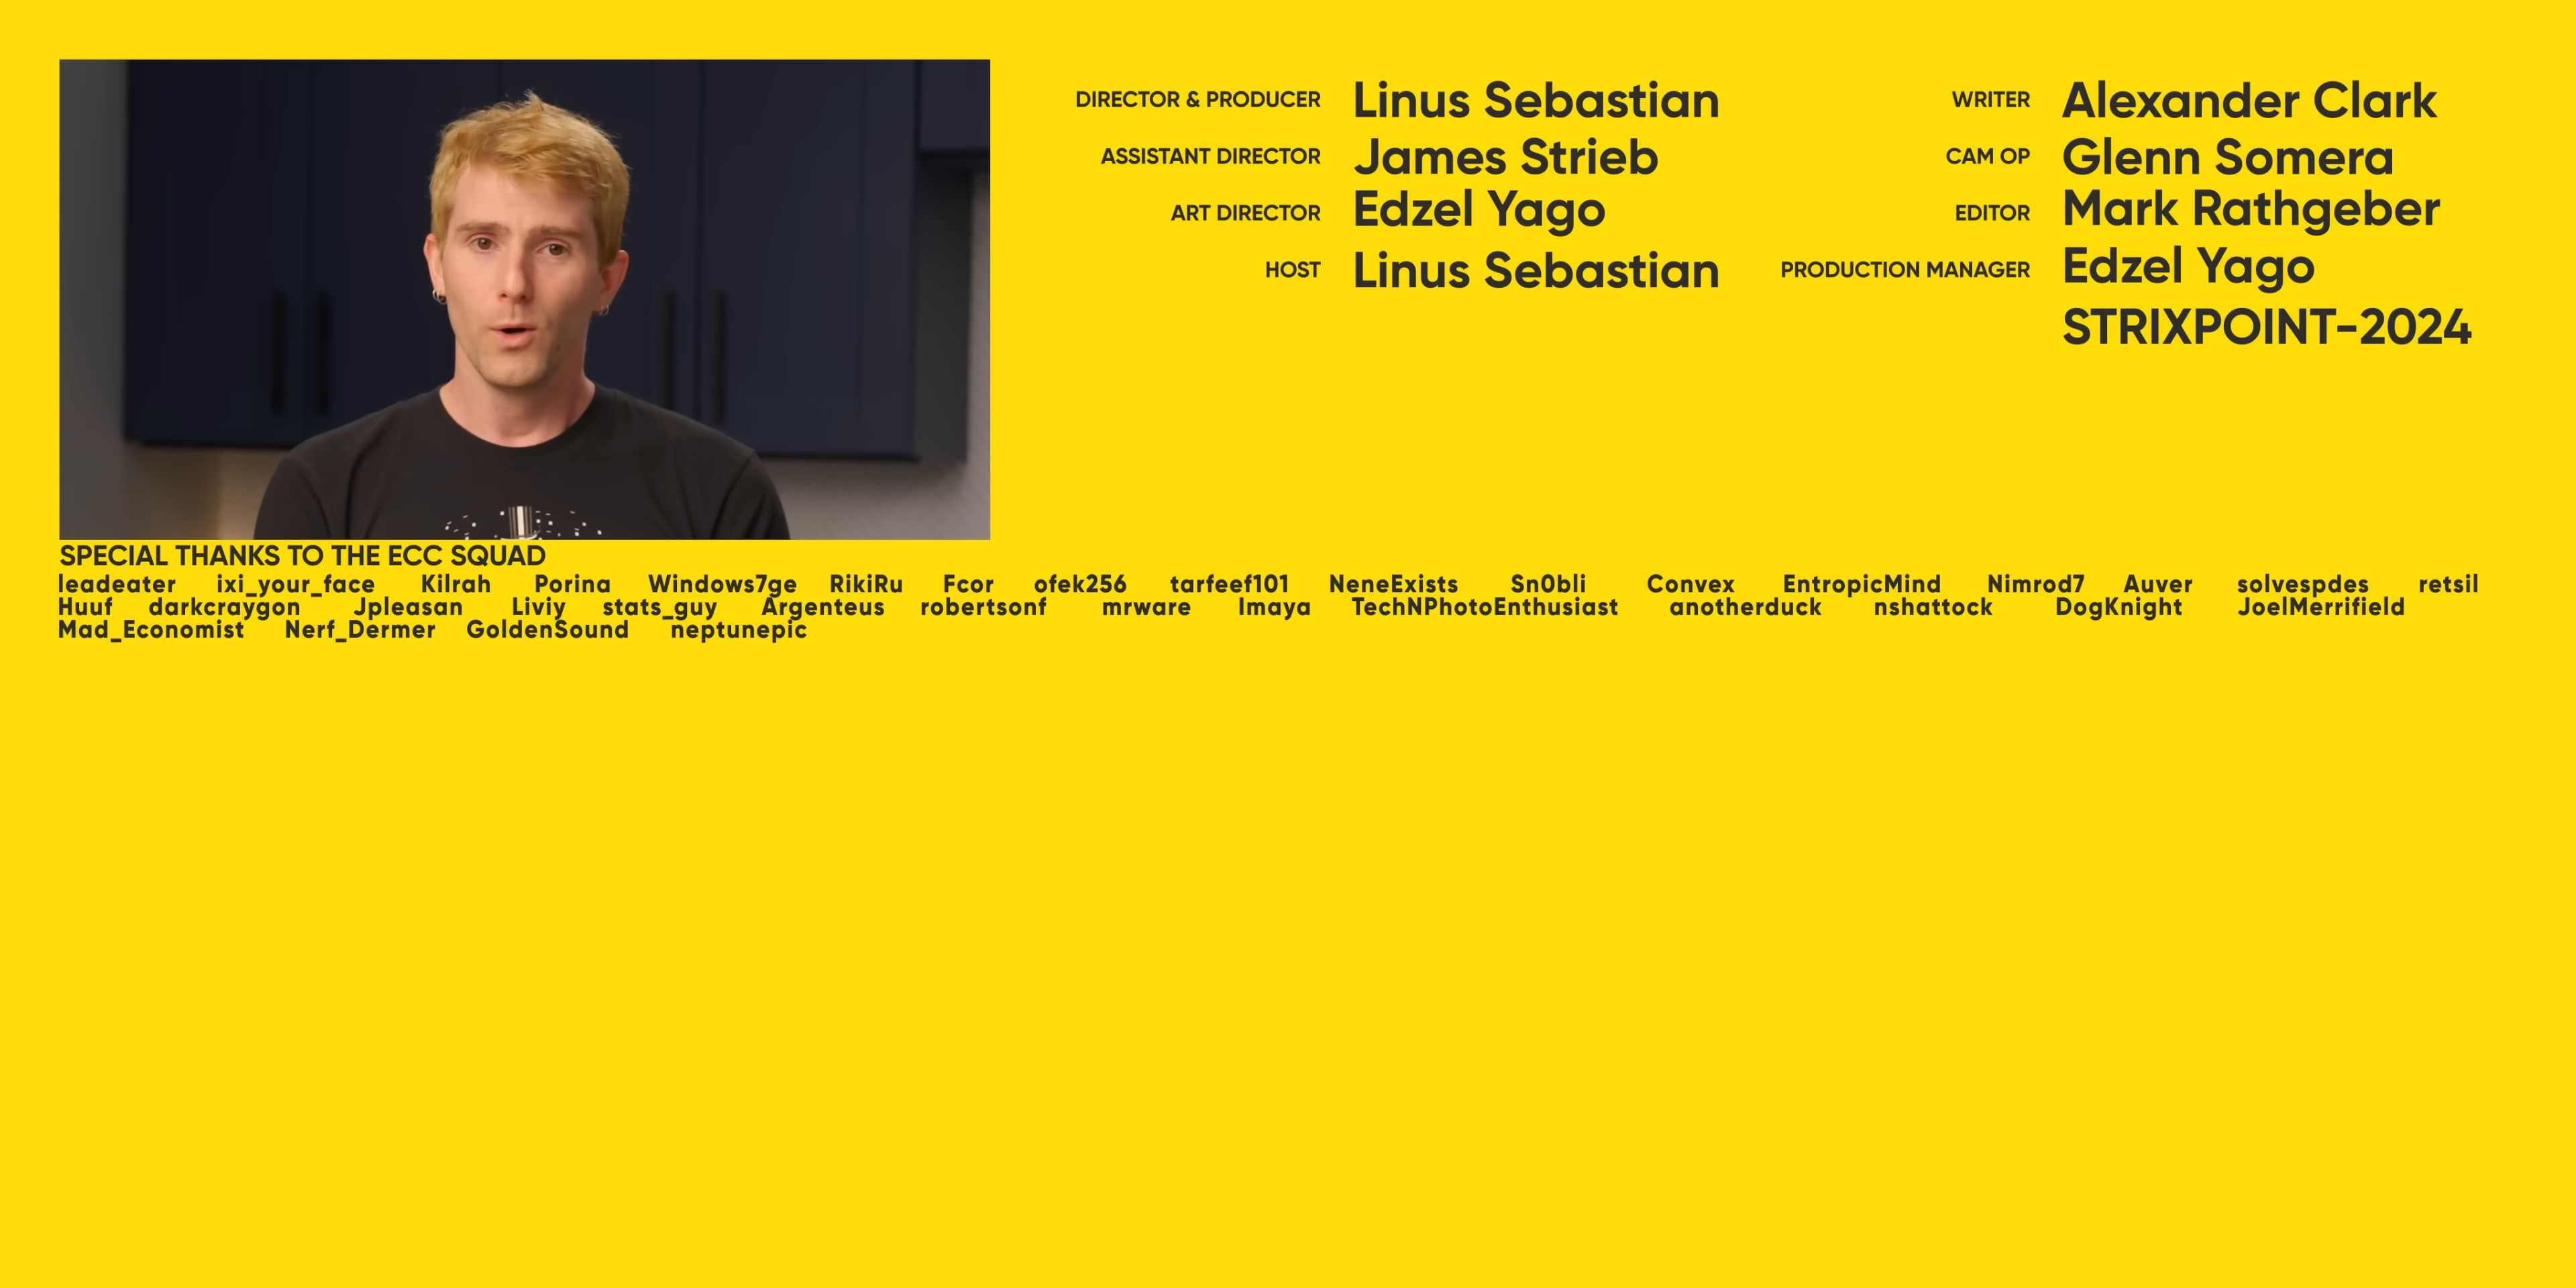 DIRECTOR & PRODUCER Linus Sebastian
ASSISTANT DIRECTOR James Strieb
ART DIRECTOR Edzel Yago
HOST Linus Sebastian
WRITER Alexander Clark
CAM OP Glenn Somera
EDITOR Mark Rathgeber
PRODUCTION MANAGER Edzel Yago
STRIXPOINT-2024
SPECIAL THANKS TO THE ECC SQUAD
leadeater ixi_your_face Kilrah Porina Windows7ge RikiRu Fcor ofek256 tarfeef101 NeneExists Sn0bli Convex EntropicMind Nimrod7 Auver solvespdes retsil
Huuf darkcraygon Jpleasan Liviy stats_guy Argenteus robertsonf mrware Imaya TechNPhotoEnthusiast anotherduck nshattock DogKnight JoelMerrifield
Mad_Economist Nerf_Dermer GoldenSound neptunepic